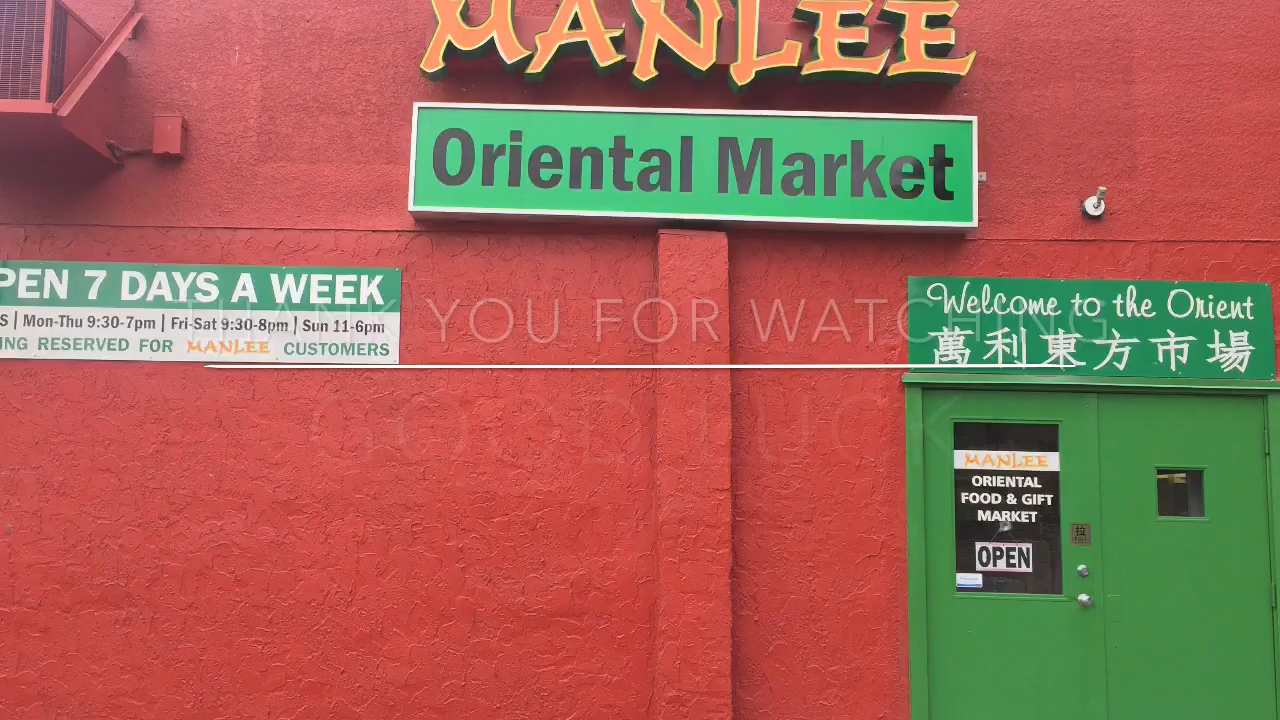 MANLEE
Oriental Market
PEN 7 DAYS A WEEK
S | Mon-Thu 9:30-7pm | Fri-Sat 9:30-8pm | Sun 11-6pm
ING RESERVED FOR MANLEE CUSTOMERS
THANK YOU FOR WATCHING
GOOD LUCK
Welcome to the Orient
萬利東方市場
MANLEE
ORIENTAL
FOOD & GIFT
MARKET
OPEN
拉
PULL